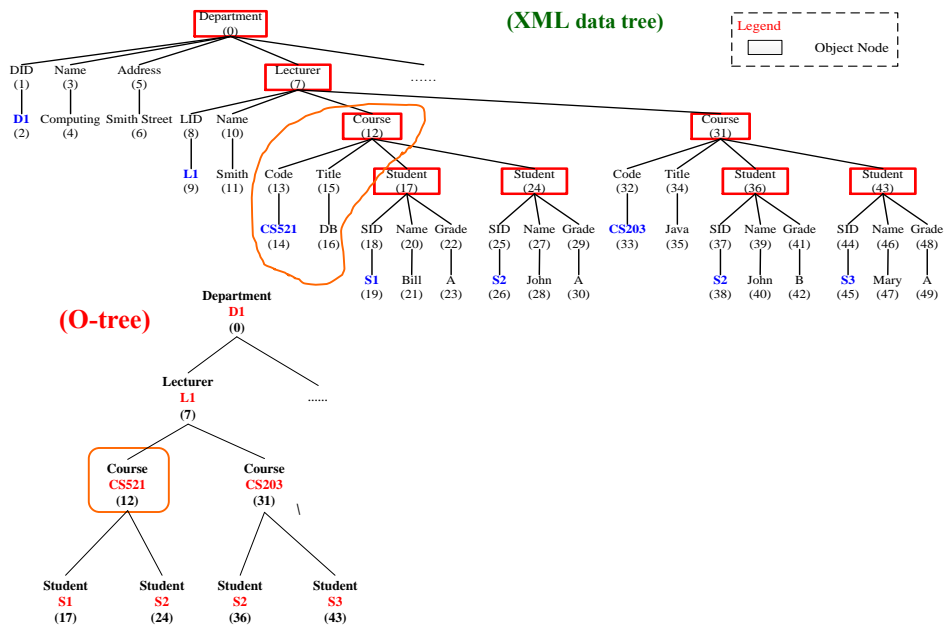 Department
(0)
(XML data tree)
Legend
Object Node
DID Name Address Lecturer ......
(1) (3) (5) (7)
D1 Computing Smith Street LID Name Course Course
(2) (4) (6) (8) (10) (12) (31)
L1 Smith Code Title Student Student Code Title Student Student
(9) (11) (13) (15) (17) (24) (32) (34) (36) (43)
CS521 DB SID Name Grade SID Name Grade CS203 Java SID Name Grade SID Name Grade
(14) (16) (18) (20) (22) (25) (27) (29) (33) (35) (37) (39) (41) (44) (46) (48)
S1 Bill A S2 John A S2 John B S3 Mary A
(19) (21) (23) (26) (28) (30) (38) (40) (42) (45) (47) (49)
(O-tree)
Department
D1
(0)
Lecturer
L1
(7)
......
Course Course
CS521 CS203
(12) (31) \
Student Student Student Student
S1 S2 S2 S3
(17) (24) (36) (43)